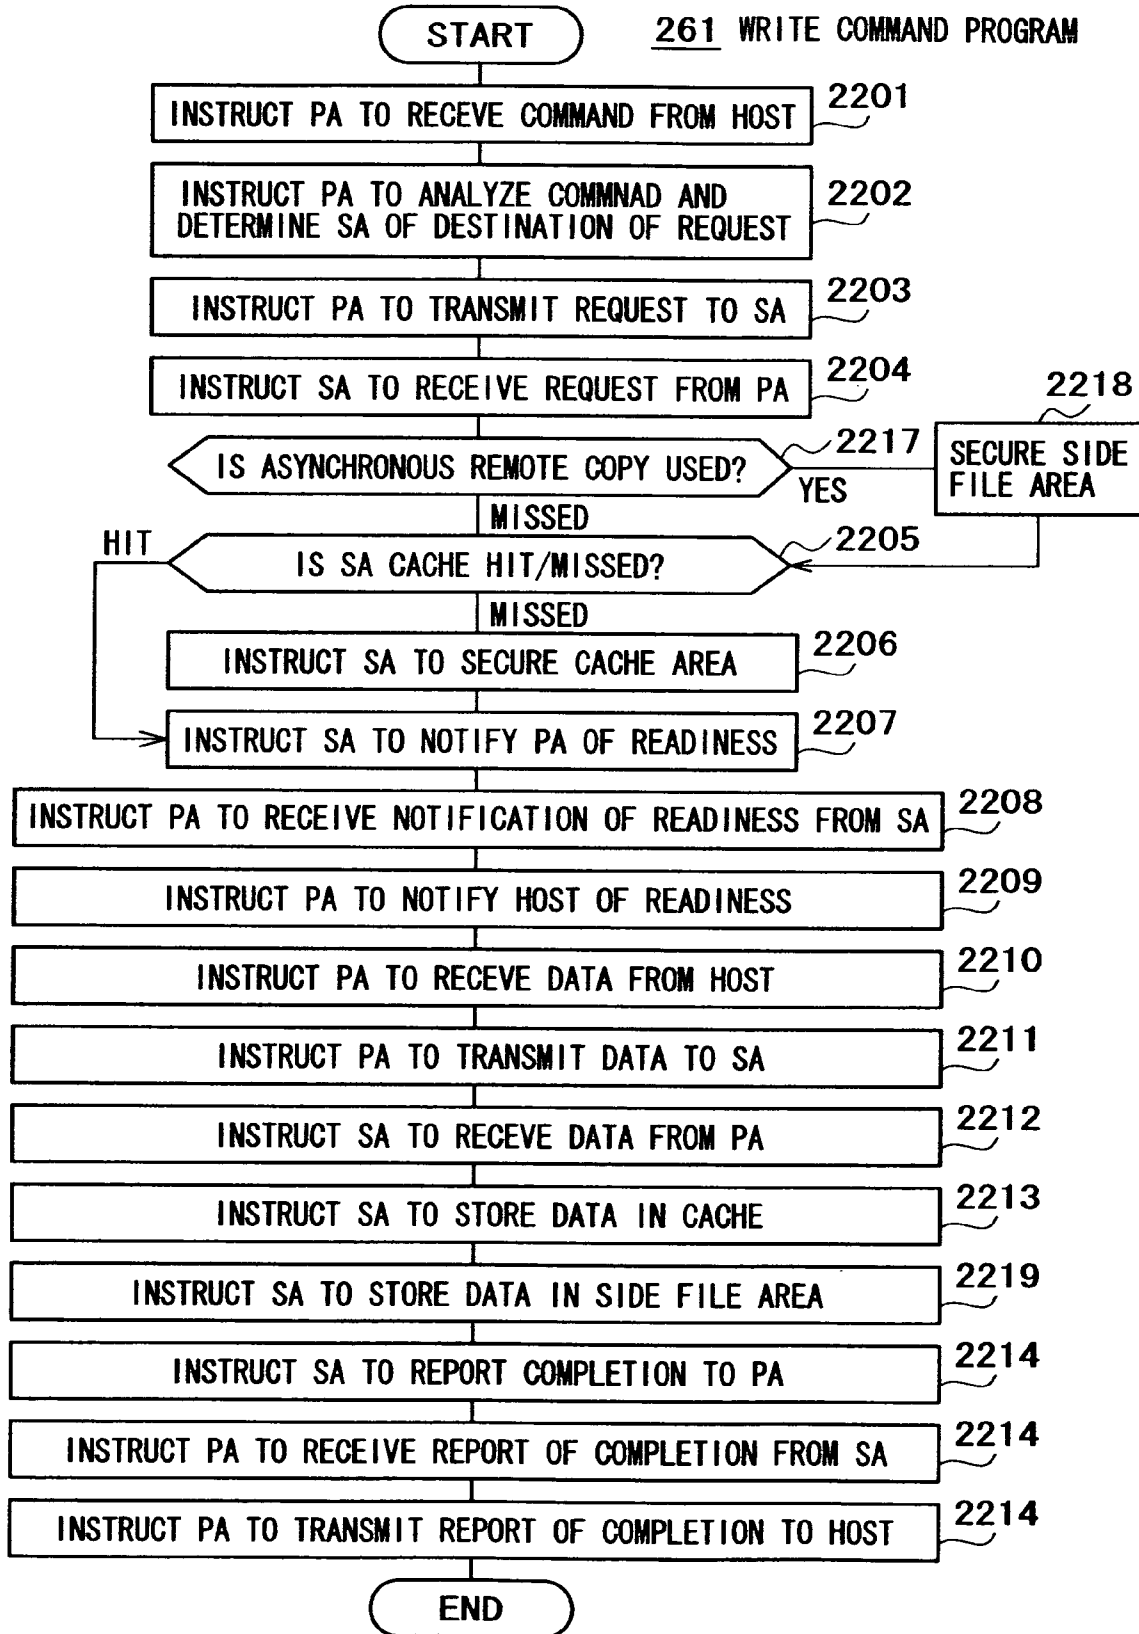 START
261 WRITE COMMAND PROGRAM
2201
INSTRUCT PA TO RECEVE COMMAND FROM HOST
2202
INSTRUCT PA TO ANALYZE COMMNAD AND
DETERMINE SA OF DESTINATION OF REQUEST
2203
INSTRUCT PA TO TRANSMIT REQUEST TO SA
2204
INSTRUCT SA TO RECEIVE REQUEST FROM PA
2218
SECURE SIDE
FILE AREA
2217
IS ASYNCHRONOUS REMOTE COPY USED?
YES
MISSED
HIT
2205
IS SA CACHE HIT/MISSED?
MISSED
2206
INSTRUCT SA TO SECURE CACHE AREA
2207
INSTRUCT SA TO NOTIFY PA OF READINESS
2208
INSTRUCT PA TO RECEIVE NOTIFICATION OF READINESS FROM SA
2209
INSTRUCT PA TO NOTIFY HOST OF READINESS
2210
INSTRUCT PA TO RECEVE DATA FROM HOST
2211
INSTRUCT PA TO TRANSMIT DATA TO SA
2212
INSTRUCT SA TO RECEVE DATA FROM PA
2213
INSTRUCT SA TO STORE DATA IN CACHE
2219
INSTRUCT SA TO STORE DATA IN SIDE FILE AREA
2214
INSTRUCT SA TO REPORT COMPLETION TO PA
2214
INSTRUCT PA TO RECEIVE REPORT OF COMPLETION FROM SA
2214
INSTRUCT PA TO TRANSMIT REPORT OF COMPLETION TO HOST
END